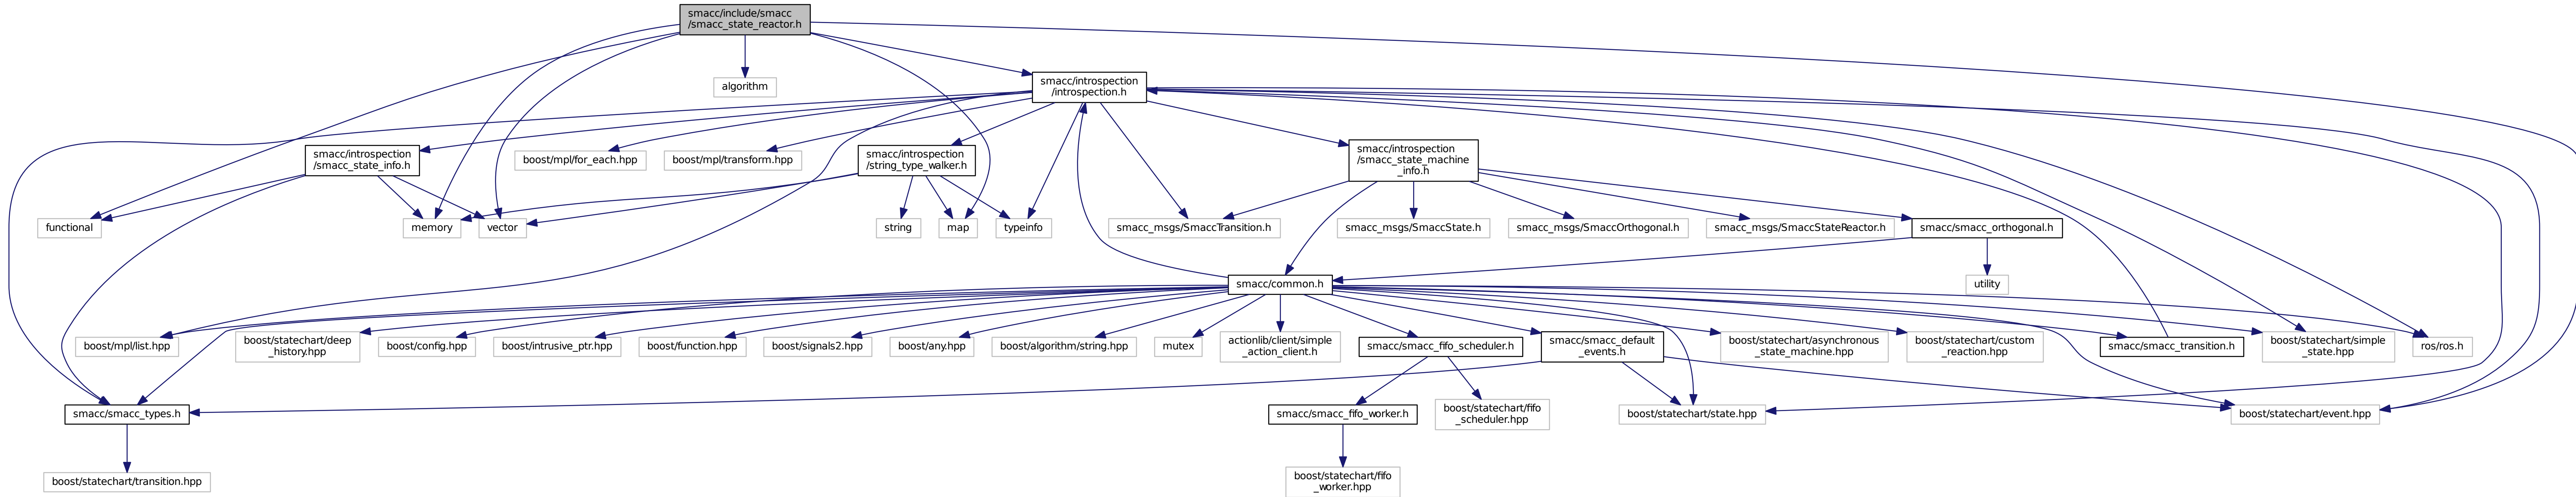 smacc/include/smacc
/smacc_state_reactor.h
algorithm
smacc/introspection
/introspection.h
smacc/introspection
/smacc_state_info.h
boost/mpl/for_each.hpp
boost/mpl/transform.hpp
smacc/introspection
/string_type_walker.h
smacc/introspection
/smacc_state_machine
_info.h
functional
memory
vector
string
map
typeinfo
smacc_msgs/SmaccTransition.h
smacc_msgs/SmaccState.h
smacc_msgs/SmaccOrthogonal.h
smacc_msgs/SmaccStateReactor.h
smacc/smacc_orthogonal.h
smacc/common.h
utility
boost/mpl/list.hpp
boost/statechart/deep
_history.hpp
boost/config.hpp
boost/intrusive_ptr.hpp
boost/function.hpp
boost/signals2.hpp
boost/any.hpp
boost/algorithm/string.hpp
mutex
actionlib/client/simple
_action_client.h
smacc/smacc_fifo_scheduler.h
smacc/smacc_default
_events.h
boost/statechart/asynchronous
_state_machine.hpp
boost/statechart/custom
_reaction.hpp
smacc/smacc_transition.h
boost/statechart/simple
_state.hpp
ros/ros.h
smacc/smacc_types.h
smacc/smacc_fifo_worker.h
boost/statechart/fifo
_scheduler.hpp
boost/statechart/state.hpp
boost/statechart/event.hpp
boost/statechart/transition.hpp
boost/statechart/fifo
_worker.hpp